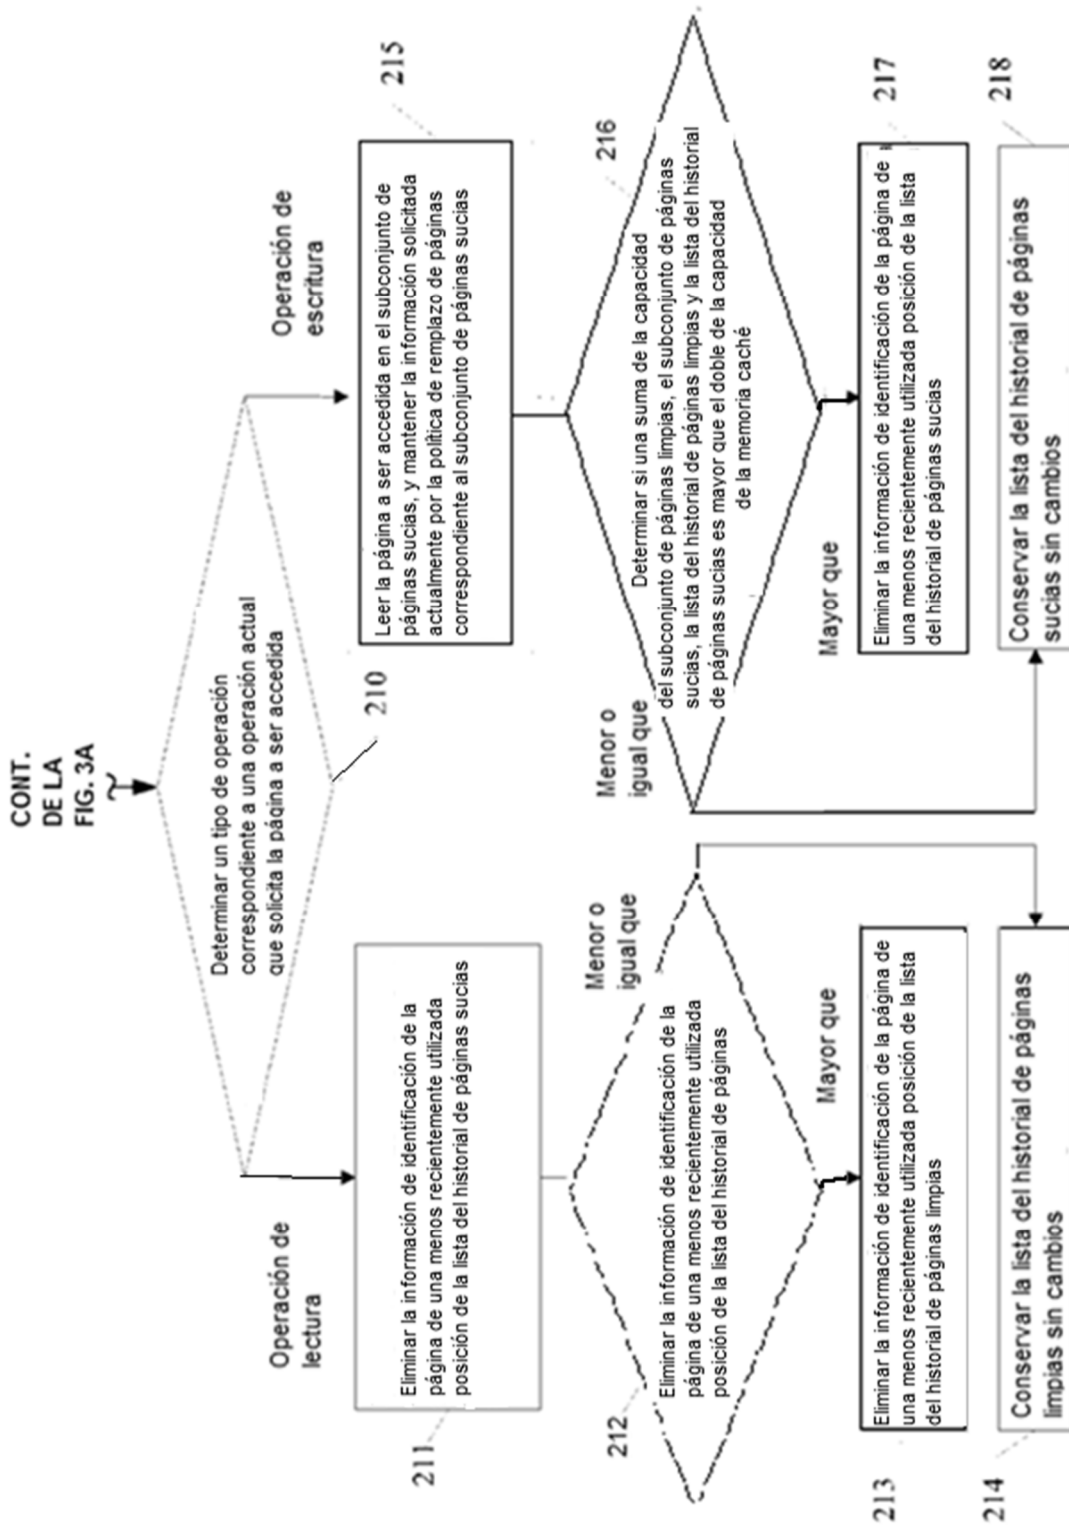 CONT.
DE LA
FIG. 3A
Determinar un tipo de operación
correspondiente a una operación actual
que solicita la página a ser accedida
210
Operación de
lectura
Operación de
escritura
Eliminar la información de identificación de la
página de una menos recientemente utilizada
posición de la lista del historial de páginas sucias
211
Leer la página a ser accedida en el subconjunto de
páginas sucias, y mantener la información solicitada
actualmente por la política de remplazo de páginas
correspondiente al subconjunto de páginas sucias
215
Eliminar la información de identificación de la
página de una menos recientemente utilizada
posición de la lista del historial de páginas
212
Menor o
igual que
Mayor que
Determinar si una suma de la capacidad
del subconjunto de páginas limpias, el subconjunto de páginas
sucias, la lista del historial de páginas limpias y la lista del historial
de páginas sucias es mayor que el doble de la capacidad
de la memoria caché
216
Menor o
igual que
Mayor que
Eliminar la información de identificación de la página de
una menos recientemente utilizada posición de la lista
del historial de páginas limpias
213
Eliminar la información de identificación de la página de
una menos recientemente utilizada posición de la lista
del historial de páginas sucias
217
Conservar la lista del historial de páginas
limpias sin cambios
214
Conservar la lista del historial de páginas
sucias sin cambios
218